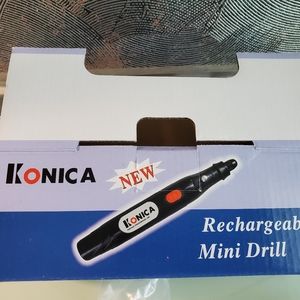 KONICA
NEW
KONICA
Rechargeab
Mini Drill